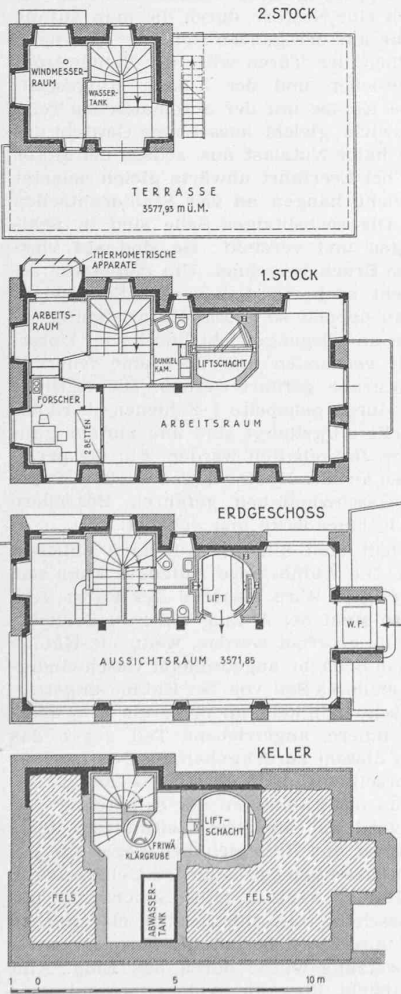 2. STOCK
WINDMESSER
RAUM
WASSER-
TANK
TERRASSE
3577,95 m Ü. M.
THERMOMETRISCHE
APPARATE
1. STOCK
ARBEITS-
RAUM
DUNKEL
KAM.
LIFTSCHACHT
FORSCHER
2 BETTEN
ARBEITSRAUM
ERDGESCHOSS
LIFT
W.F.
AUSSICHTSRAUM 3571,85
KELLER
LIFT-
SCHACHT
FRIWÄ
KLÄRGRUBE
FELS
ABWASSER-
TANK
FELS
1 0 5 10 m